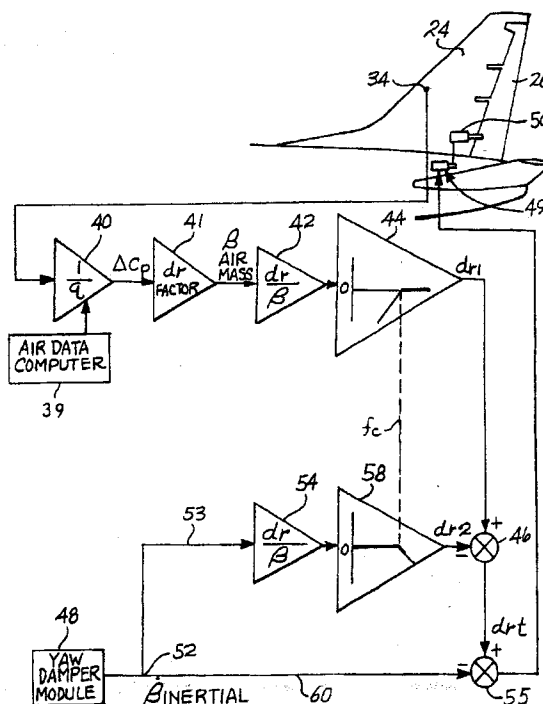 24
26
34
50
49
40
41
42
44
1/q
ΔCp
dr
FACTOR
β
AIR
MASS
dr/β
0
dr1
AIR DATA
COMPUTER
39
fc
54
58
53
dr/β
0
dr2
+
-
46
drt
48
YAW
DAMPER
MODULE
52
β̇ INERTIAL
60
+
-
55